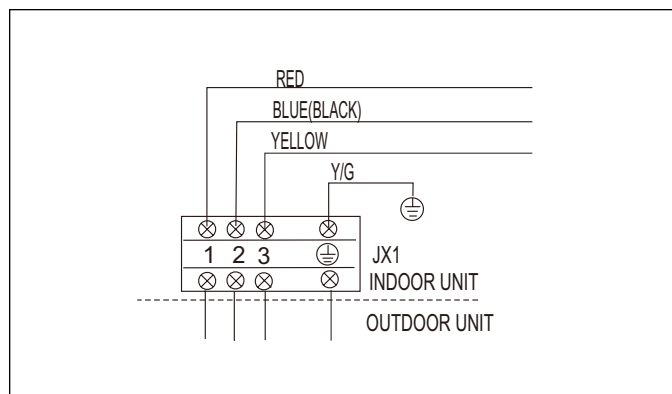 RED
BLUE(BLACK)
YELLOW
Y/G
1 2 3 JX1
INDOOR UNIT
OUTDOOR UNIT